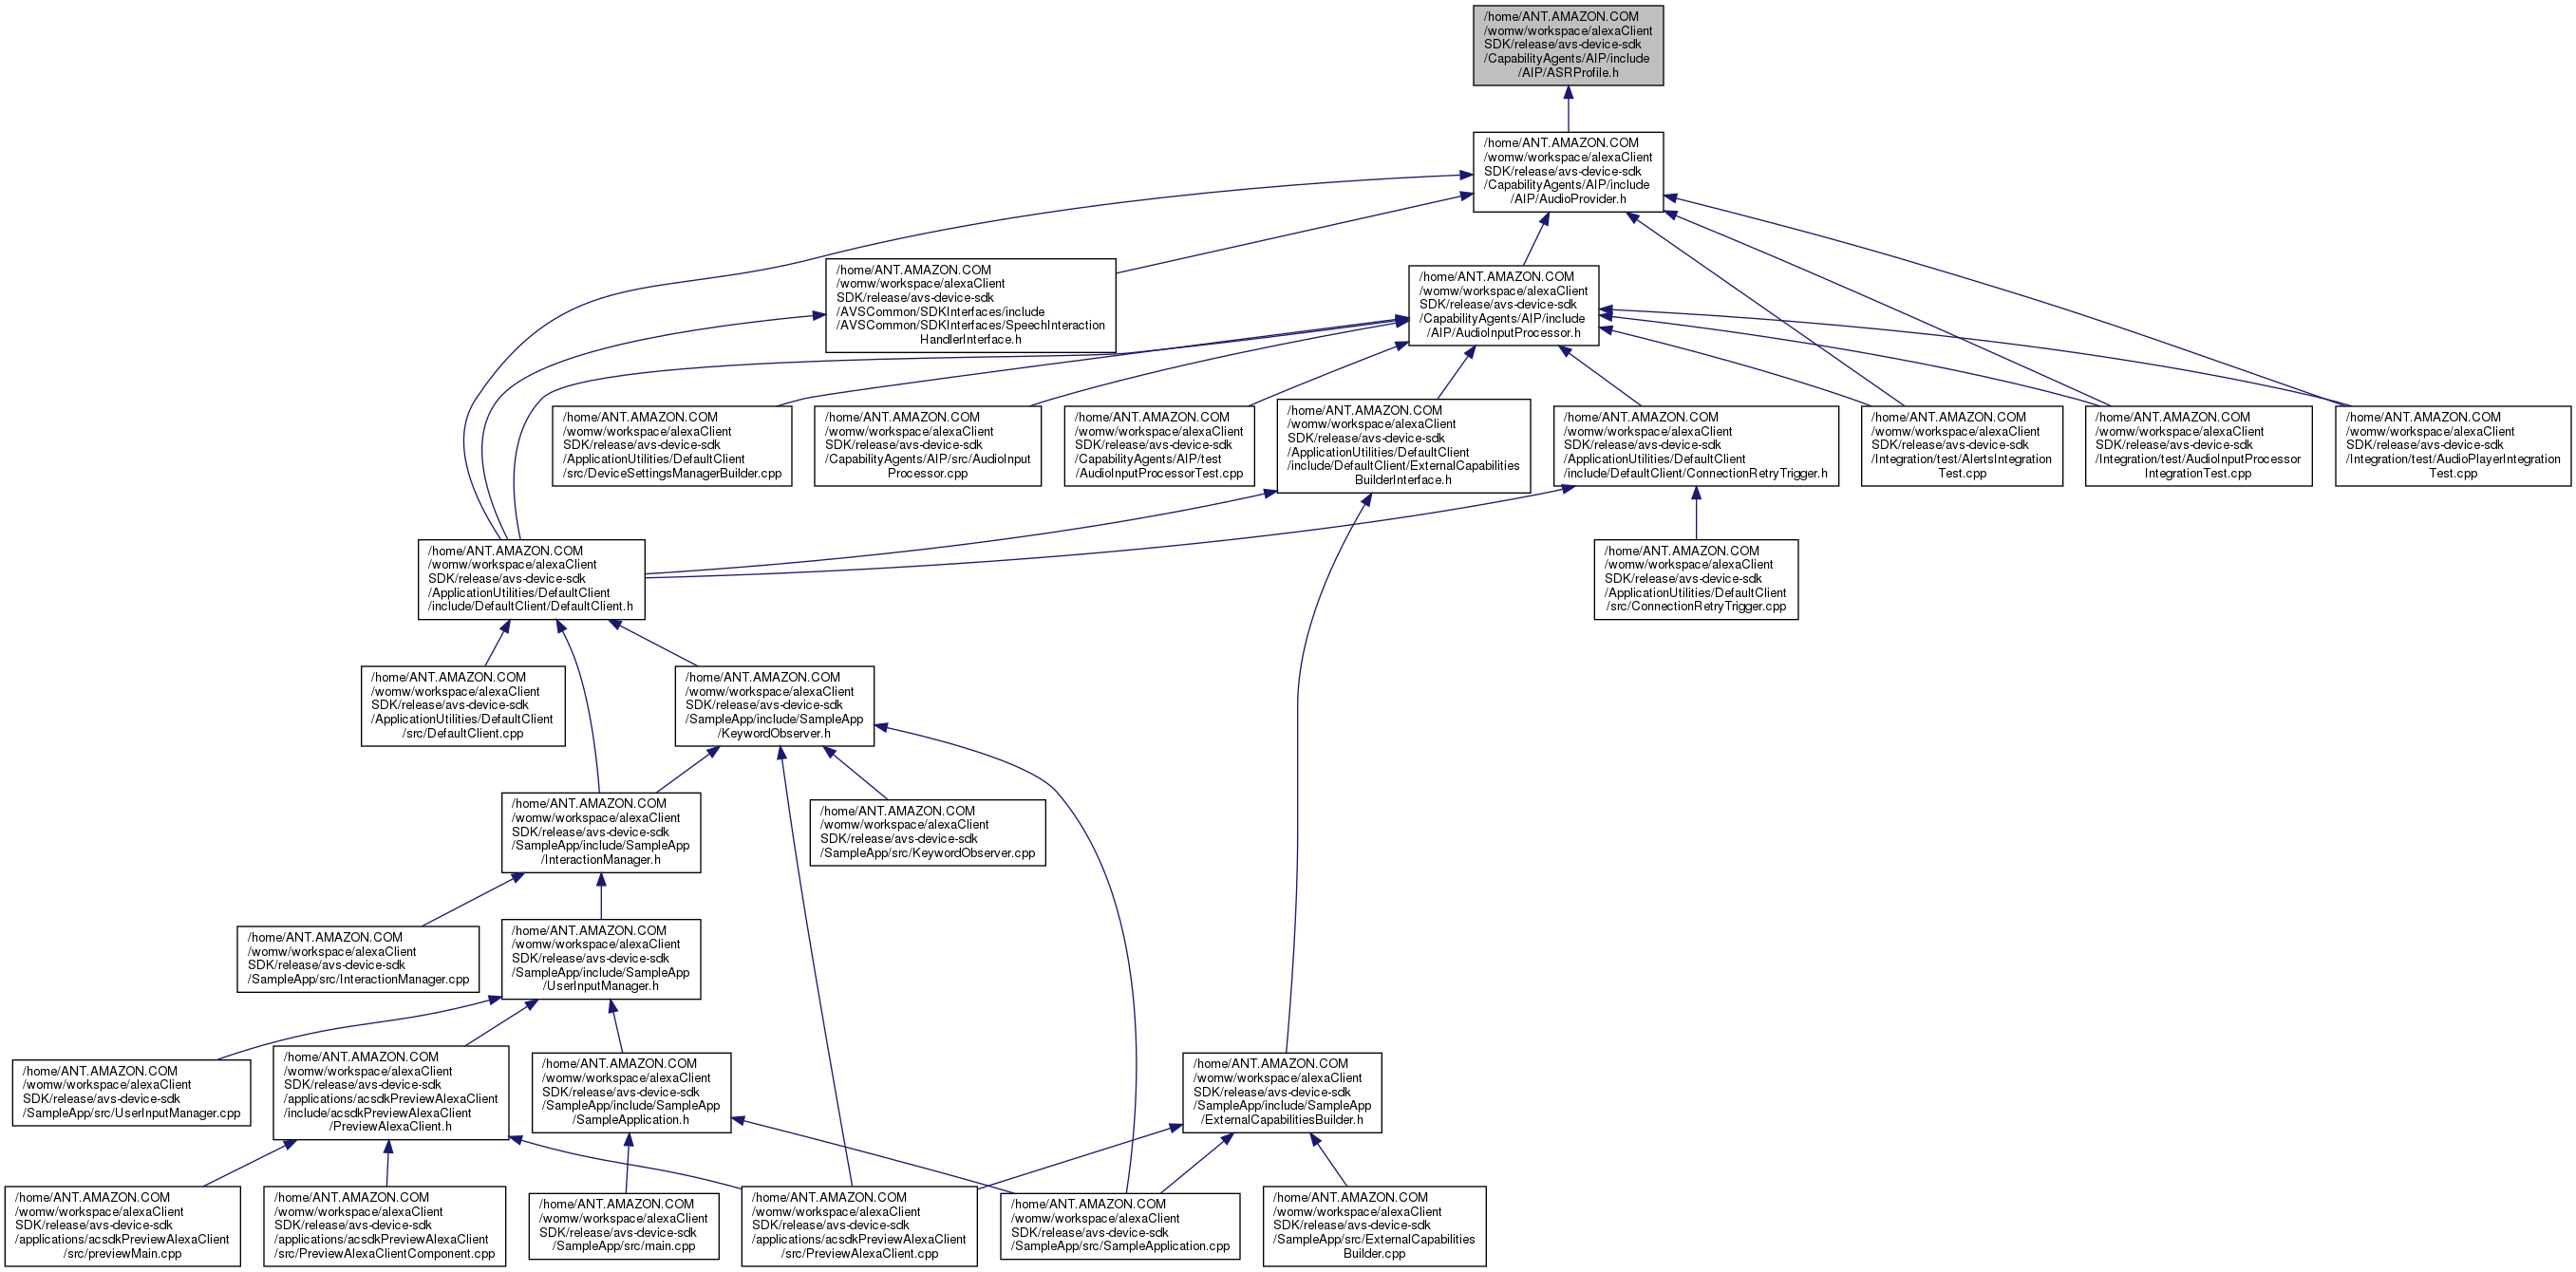 /home/ANT.AMAZON.COM
/womw/workspace/alexaClient
SDK/release/avs-device-sdk
/CapabilityAgents/AIP/include
/AIP/ASRProfile.h
/home/ANT.AMAZON.COM
/womw/workspace/alexaClient
SDK/release/avs-device-sdk
/CapabilityAgents/AIP/include
/AIP/AudioProvider.h
/home/ANT.AMAZON.COM
/womw/workspace/alexaClient
SDK/release/avs-device-sdk
/AVSCommon/SDKInterfaces/include
/AVSCommon/SDKInterfaces/SpeechInteraction
HandlerInterface.h
/home/ANT.AMAZON.COM
/womw/workspace/alexaClient
SDK/release/avs-device-sdk
/CapabilityAgents/AIP/include
/AIP/AudioInputProcessor.h
/home/ANT.AMAZON.COM
/womw/workspace/alexaClient
SDK/release/avs-device-sdk
/ApplicationUtilities/DefaultClient
/src/DeviceSettingsManagerBuilder.cpp
/home/ANT.AMAZON.COM
/womw/workspace/alexaClient
SDK/release/avs-device-sdk
/CapabilityAgents/AIP/src/AudioInput
Processor.cpp
/home/ANT.AMAZON.COM
/womw/workspace/alexaClient
SDK/release/avs-device-sdk
/CapabilityAgents/AIP/test
/AudioInputProcessorTest.cpp
/home/ANT.AMAZON.COM
/womw/workspace/alexaClient
SDK/release/avs-device-sdk
/ApplicationUtilities/DefaultClient
/include/DefaultClient/ExternalCapabilities
BuilderInterface.h
/home/ANT.AMAZON.COM
/womw/workspace/alexaClient
SDK/release/avs-device-sdk
/ApplicationUtilities/DefaultClient
/include/DefaultClient/ConnectionRetryTrigger.h
/home/ANT.AMAZON.COM
/womw/workspace/alexaClient
SDK/release/avs-device-sdk
/Integration/test/AlertsIntegration
Test.cpp
/home/ANT.AMAZON.COM
/womw/workspace/alexaClient
SDK/release/avs-device-sdk
/Integration/test/AudioInputProcessor
IntegrationTest.cpp
/home/ANT.AMAZON.COM
/womw/workspace/alexaClient
SDK/release/avs-device-sdk
/Integration/test/AudioPlayerIntegration
Test.cpp
/home/ANT.AMAZON.COM
/womw/workspace/alexaClient
SDK/release/avs-device-sdk
/ApplicationUtilities/DefaultClient
/include/DefaultClient/DefaultClient.h
/home/ANT.AMAZON.COM
/womw/workspace/alexaClient
SDK/release/avs-device-sdk
/ApplicationUtilities/DefaultClient
/src/ConnectionRetryTrigger.cpp
/home/ANT.AMAZON.COM
/womw/workspace/alexaClient
SDK/release/avs-device-sdk
/ApplicationUtilities/DefaultClient
/src/DefaultClient.cpp
/home/ANT.AMAZON.COM
/womw/workspace/alexaClient
SDK/release/avs-device-sdk
/SampleApp/include/SampleApp
/KeywordObserver.h
/home/ANT.AMAZON.COM
/womw/workspace/alexaClient
SDK/release/avs-device-sdk
/SampleApp/include/SampleApp
/InteractionManager.h
/home/ANT.AMAZON.COM
/womw/workspace/alexaClient
SDK/release/avs-device-sdk
/SampleApp/src/KeywordObserver.cpp
/home/ANT.AMAZON.COM
/womw/workspace/alexaClient
SDK/release/avs-device-sdk
/SampleApp/src/InteractionManager.cpp
/home/ANT.AMAZON.COM
/womw/workspace/alexaClient
SDK/release/avs-device-sdk
/SampleApp/include/SampleApp
/UserInputManager.h
/home/ANT.AMAZON.COM
/womw/workspace/alexaClient
SDK/release/avs-device-sdk
/SampleApp/src/UserInputManager.cpp
/home/ANT.AMAZON.COM
/womw/workspace/alexaClient
SDK/release/avs-device-sdk
/applications/acsdkPreviewAlexaClient
/include/acsdkPreviewAlexaClient
/PreviewAlexaClient.h
/home/ANT.AMAZON.COM
/womw/workspace/alexaClient
SDK/release/avs-device-sdk
/SampleApp/include/SampleApp
/SampleApplication.h
/home/ANT.AMAZON.COM
/womw/workspace/alexaClient
SDK/release/avs-device-sdk
/SampleApp/include/SampleApp
/ExternalCapabilitiesBuilder.h
/home/ANT.AMAZON.COM
/womw/workspace/alexaClient
SDK/release/avs-device-sdk
/applications/acsdkPreviewAlexaClient
/src/previewMain.cpp
/home/ANT.AMAZON.COM
/womw/workspace/alexaClient
SDK/release/avs-device-sdk
/applications/acsdkPreviewAlexaClient
/src/PreviewAlexaClientComponent.cpp
/home/ANT.AMAZON.COM
/womw/workspace/alexaClient
SDK/release/avs-device-sdk
/SampleApp/src/main.cpp
/home/ANT.AMAZON.COM
/womw/workspace/alexaClient
SDK/release/avs-device-sdk
/applications/acsdkPreviewAlexaClient
/src/PreviewAlexaClient.cpp
/home/ANT.AMAZON.COM
/womw/workspace/alexaClient
SDK/release/avs-device-sdk
/SampleApp/src/SampleApplication.cpp
/home/ANT.AMAZON.COM
/womw/workspace/alexaClient
SDK/release/avs-device-sdk
/SampleApp/src/ExternalCapabilities
Builder.cpp